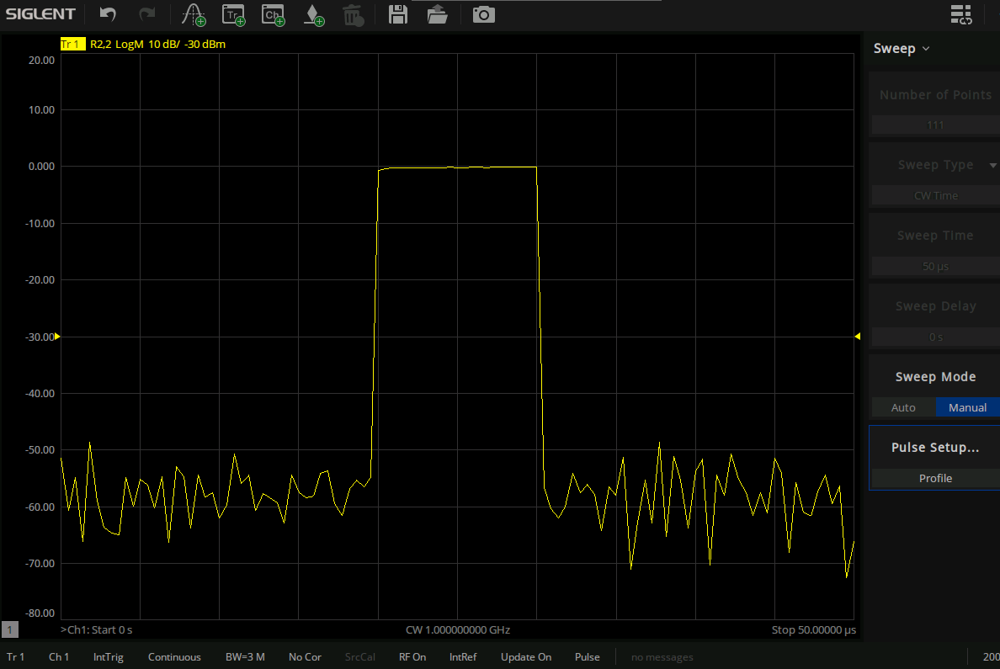 SIGLENT
Tr
Ch
Tr 1 R2,2 LogM 10 dB/ -30 dBm
Sweep
20.00
10.00
0.000
-10.00
-20.00
-30.00
-40.00
-50.00
-60.00
-70.00
-80.00
Number of Points
111
Sweep Type
CW Time
Sweep Time
50 µs
Sweep Delay
0 s
Sweep Mode
Auto Manual
Pulse Setup...
Profile
1 >Ch1: Start 0 s CW 1.000000000 GHz Stop 50.00000 µs
Tr 1 Ch 1 IntTrig Continuous BW=3 M No Cor SrcCal RF On IntRef Update On Pulse no messages 200